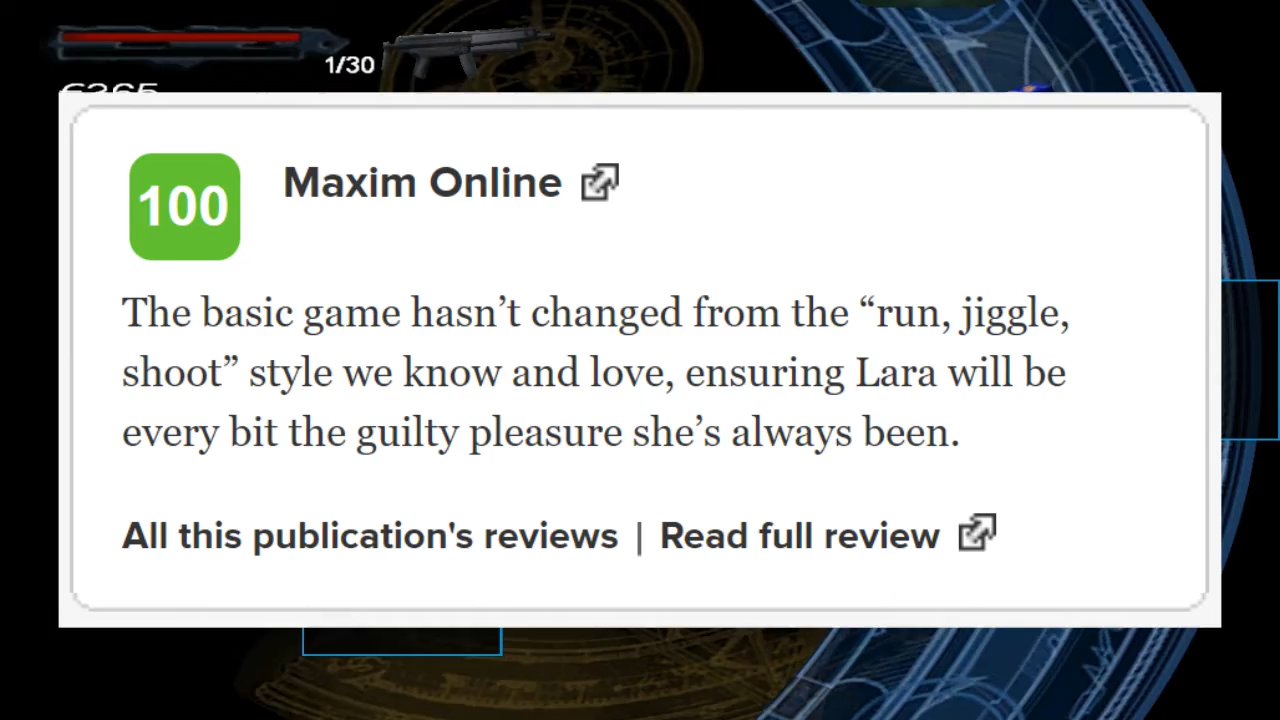 1/30
100
Maxim Online
The basic game hasn’t changed from the “run, jiggle,
shoot” style we know and love, ensuring Lara will be
every bit the guilty pleasure she’s always been.
All this publication's reviews | Read full review